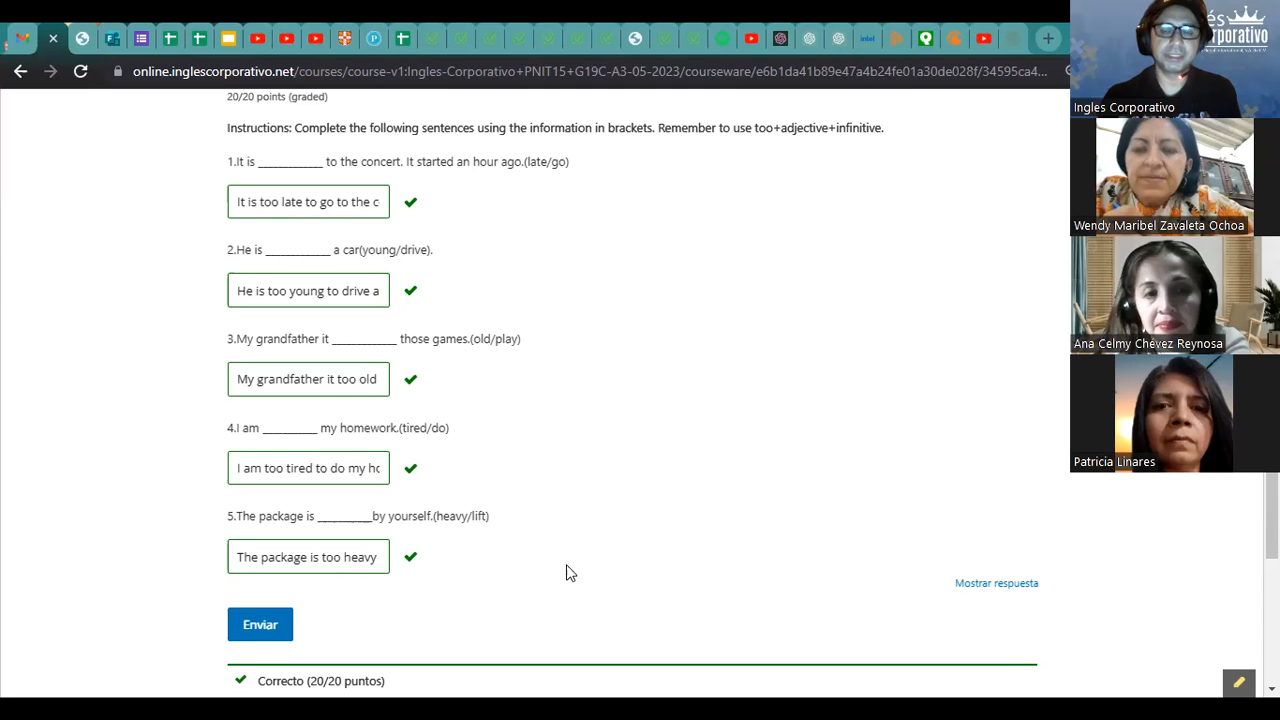 online.inglescorporativo.net/courses/course-v1:Ingles-Corporativo+PNIT15+G19C-A3-05-2023/courseware/e6b1da41b89e47a4b24fe01a30de028f/34595ca4...
20/20 points (graded)
Instructions: Complete the following sentences using the information in brackets. Remember to use too+adjective+infinitive.
1.It is ____________ to the concert. It started an hour ago.(late/go)
It is too late to go to the c
2.He is ____________ a car(young/drive).
He is too young to drive a
3.My grandfather it ____________ those games.(old/play)
My grandfather it too old
4.I am __________ my homework.(tired/do)
I am too tired to do my ho
5.The package is __________by yourself.(heavy/lift)
The package is too heavy
Mostrar respuesta
Enviar
Correcto (20/20 puntos)
Ingles Corporativo
Wendy Maribel Zavaleta Ochoa
Ana Celmy Chévez Reynosa
Patricia Linares